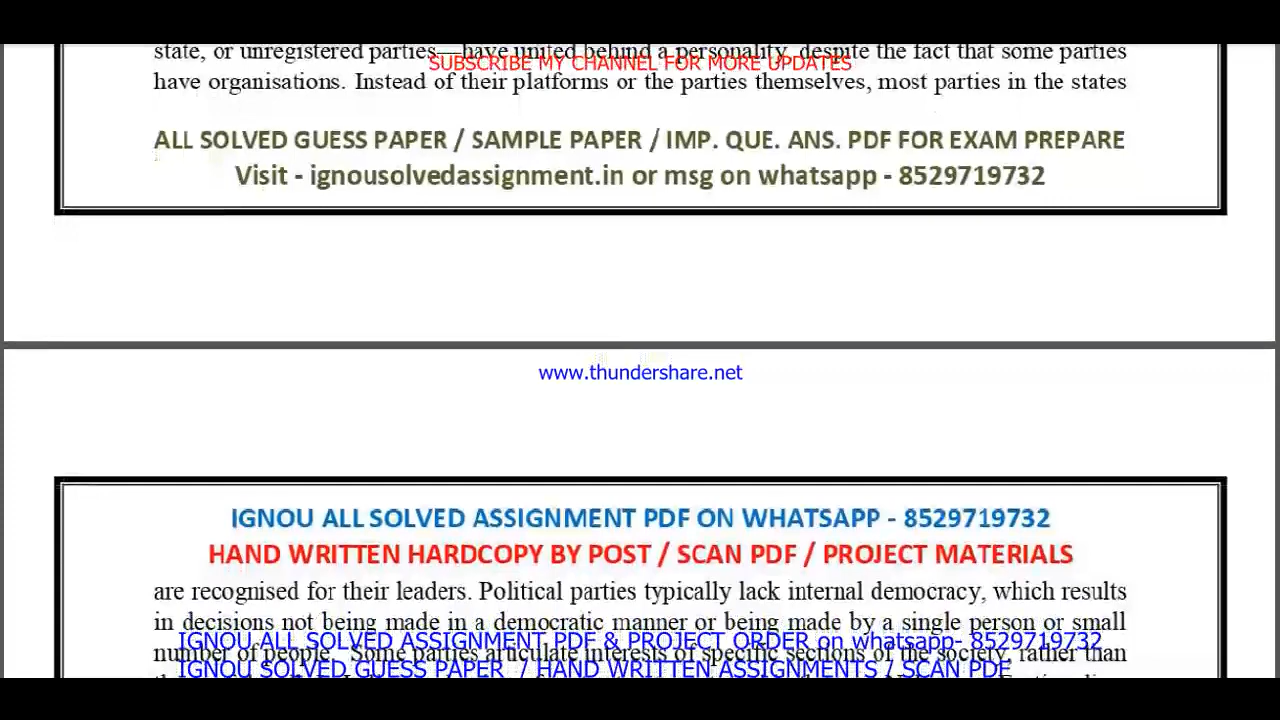 state, or unregistered parties—have united behind a personality, despite the fact that some parties
SUBSCRIBE MY CHANNEL FOR MORE UPDATES
have organisations. Instead of their platforms or the parties themselves, most parties in the states
ALL SOLVED GUESS PAPER / SAMPLE PAPER / IMP. QUE. ANS. PDF FOR EXAM PREPARE
Visit - ignousolvedassignment.in or msg on whatsapp - 8529719732
www.thundershare.net
IGNOU ALL SOLVED ASSIGNMENT PDF ON WHATSAPP - 8529719732
HAND WRITTEN HARDCOPY BY POST / SCAN PDF / PROJECT MATERIALS
are recognised for their leaders. Political parties typically lack internal democracy, which results
in decisions not being made in a democratic manner or being made by a single person or small
IGNOU ALL SOLVED ASSIGNMENT PDF & PROJECT ORDER on whatsapp- 8529719732
number of people. Some parties articulate interests of specific sections of the society, rather than
IGNOU SOLVED GUESS PAPER / HAND WRITTEN ASSIGNMENTS / SCAN PDF